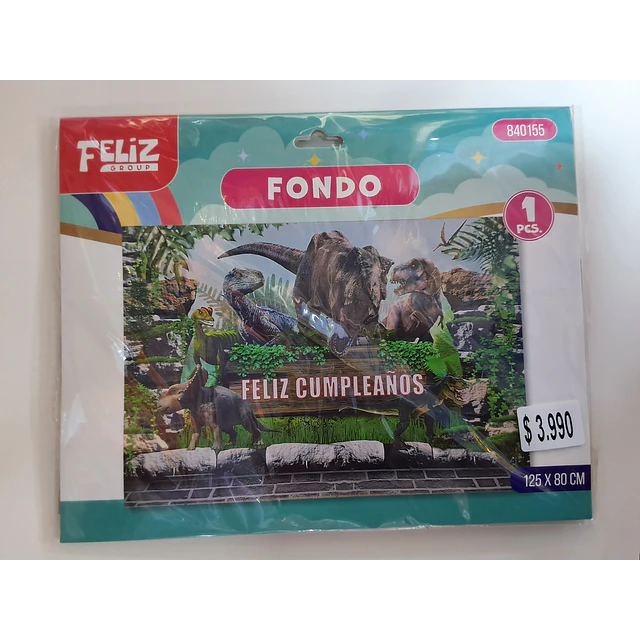 FELIZ
GROUP
840155
FONDO
1
PCS.
FELIZ CUMPLEAÑOS
$ 3.990
125 X 80 CM